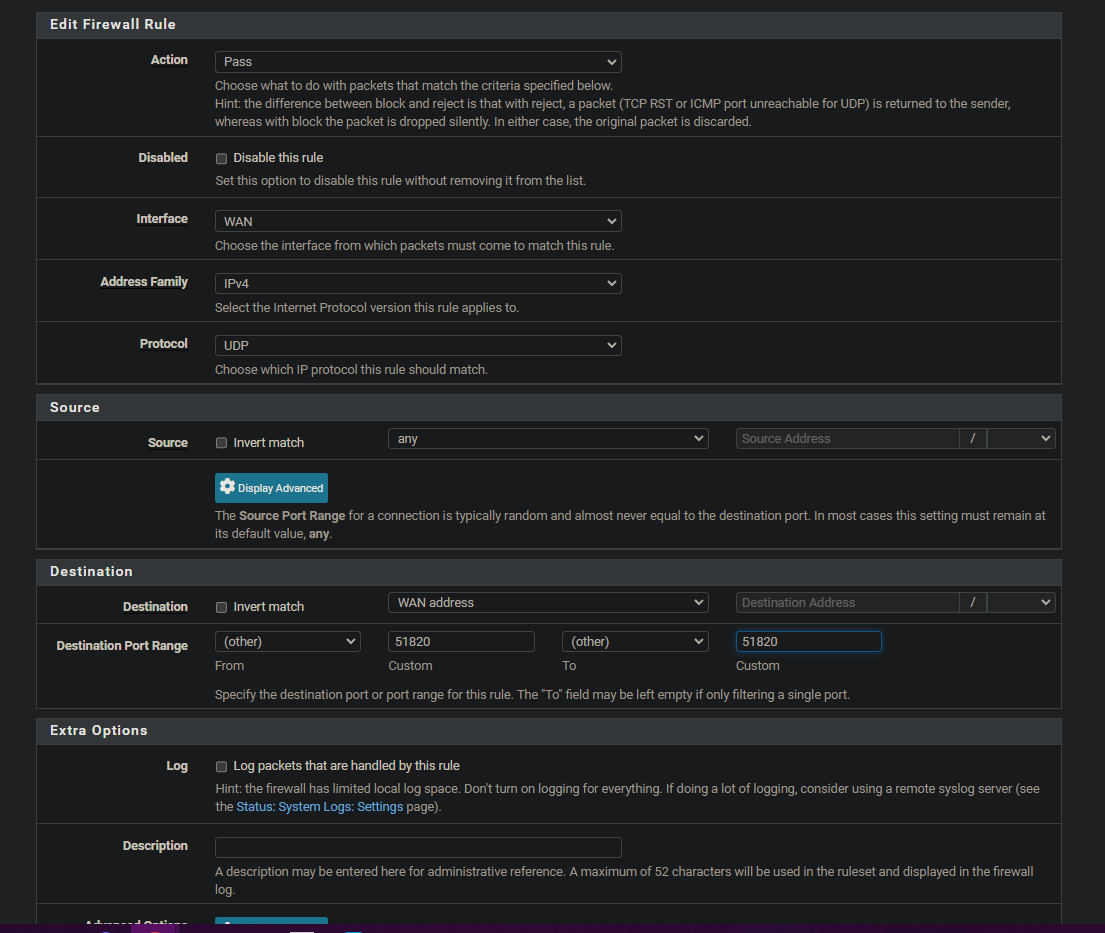 Edit Firewall Rule
Action
Pass
Choose what to do with packets that match the criteria specified below.
Hint: the difference between block and reject is that with reject, a packet (TCP RST or ICMP port unreachable for UDP) is returned to the sender,
whereas with block the packet is dropped silently. In either case, the original packet is discarded.
Disabled
Disable this rule
Set this option to disable this rule without removing it from the list.
Interface
WAN
Choose the interface from which packets must come to match this rule.
Address Family
IPv4
Select the Internet Protocol version this rule applies to.
Protocol
UDP
Choose which IP protocol this rule should match.
Source
Source
Invert match
any
Source Address
/
Display Advanced
The Source Port Range for a connection is typically random and almost never equal to the destination port. In most cases this setting must remain at
its default value, any.
Destination
Destination
Invert match
WAN address
Destination Address
/
Destination Port Range
(other)
51820
(other)
51820
From
Custom
To
Custom
Specify the destination port or port range for this rule. The "To" field may be left empty if only filtering a single port.
Extra Options
Log
Log packets that are handled by this rule
Hint: the firewall has limited local log space. Don't turn on logging for everything. If doing a lot of logging, consider using a remote syslog server (see
the Status: System Logs: Settings page).
Description
A description may be entered here for administrative reference. A maximum of 52 characters will be used in the ruleset and displayed in the firewall
log.
Advanced Options